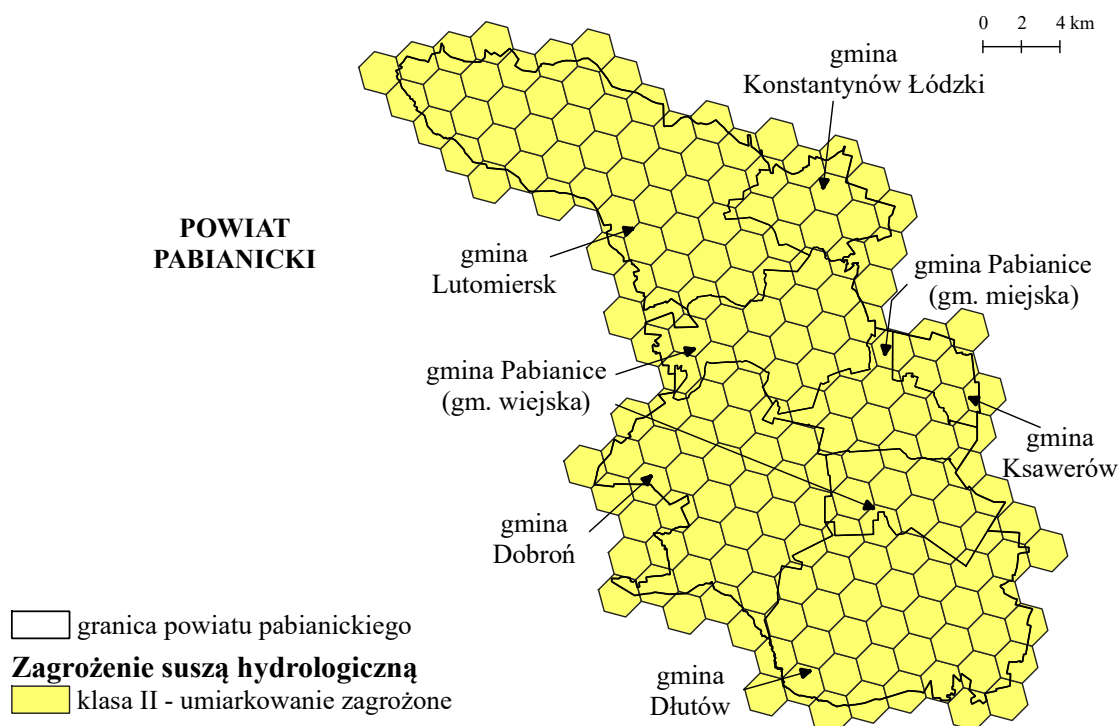 0 2 4 km
gmina
Konstantynów Łódzki
POWIAT
PABIANICKI
gmina
Lutomiersk
gmina Pabianice
(gm. miejska)
gmina Pabianice
(gm. wiejska)
gmina
Ksawerów
gmina
Dobroń
granica powiatu pabianickiego
Zagrożenie suszą hydrologiczną
klasa II - umiarkowanie zagrożone
gmina
Dłutów